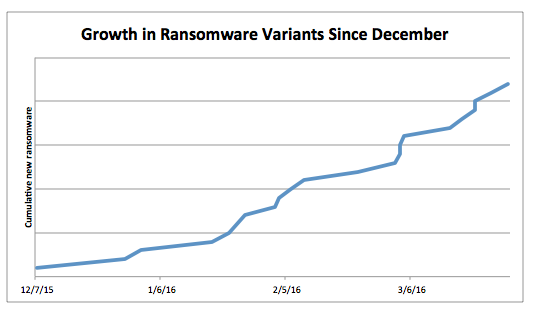 Growth in Ransomware Variants Since December
Cumulative new ransomware
12/7/15 1/6/16 2/5/16 3/6/16